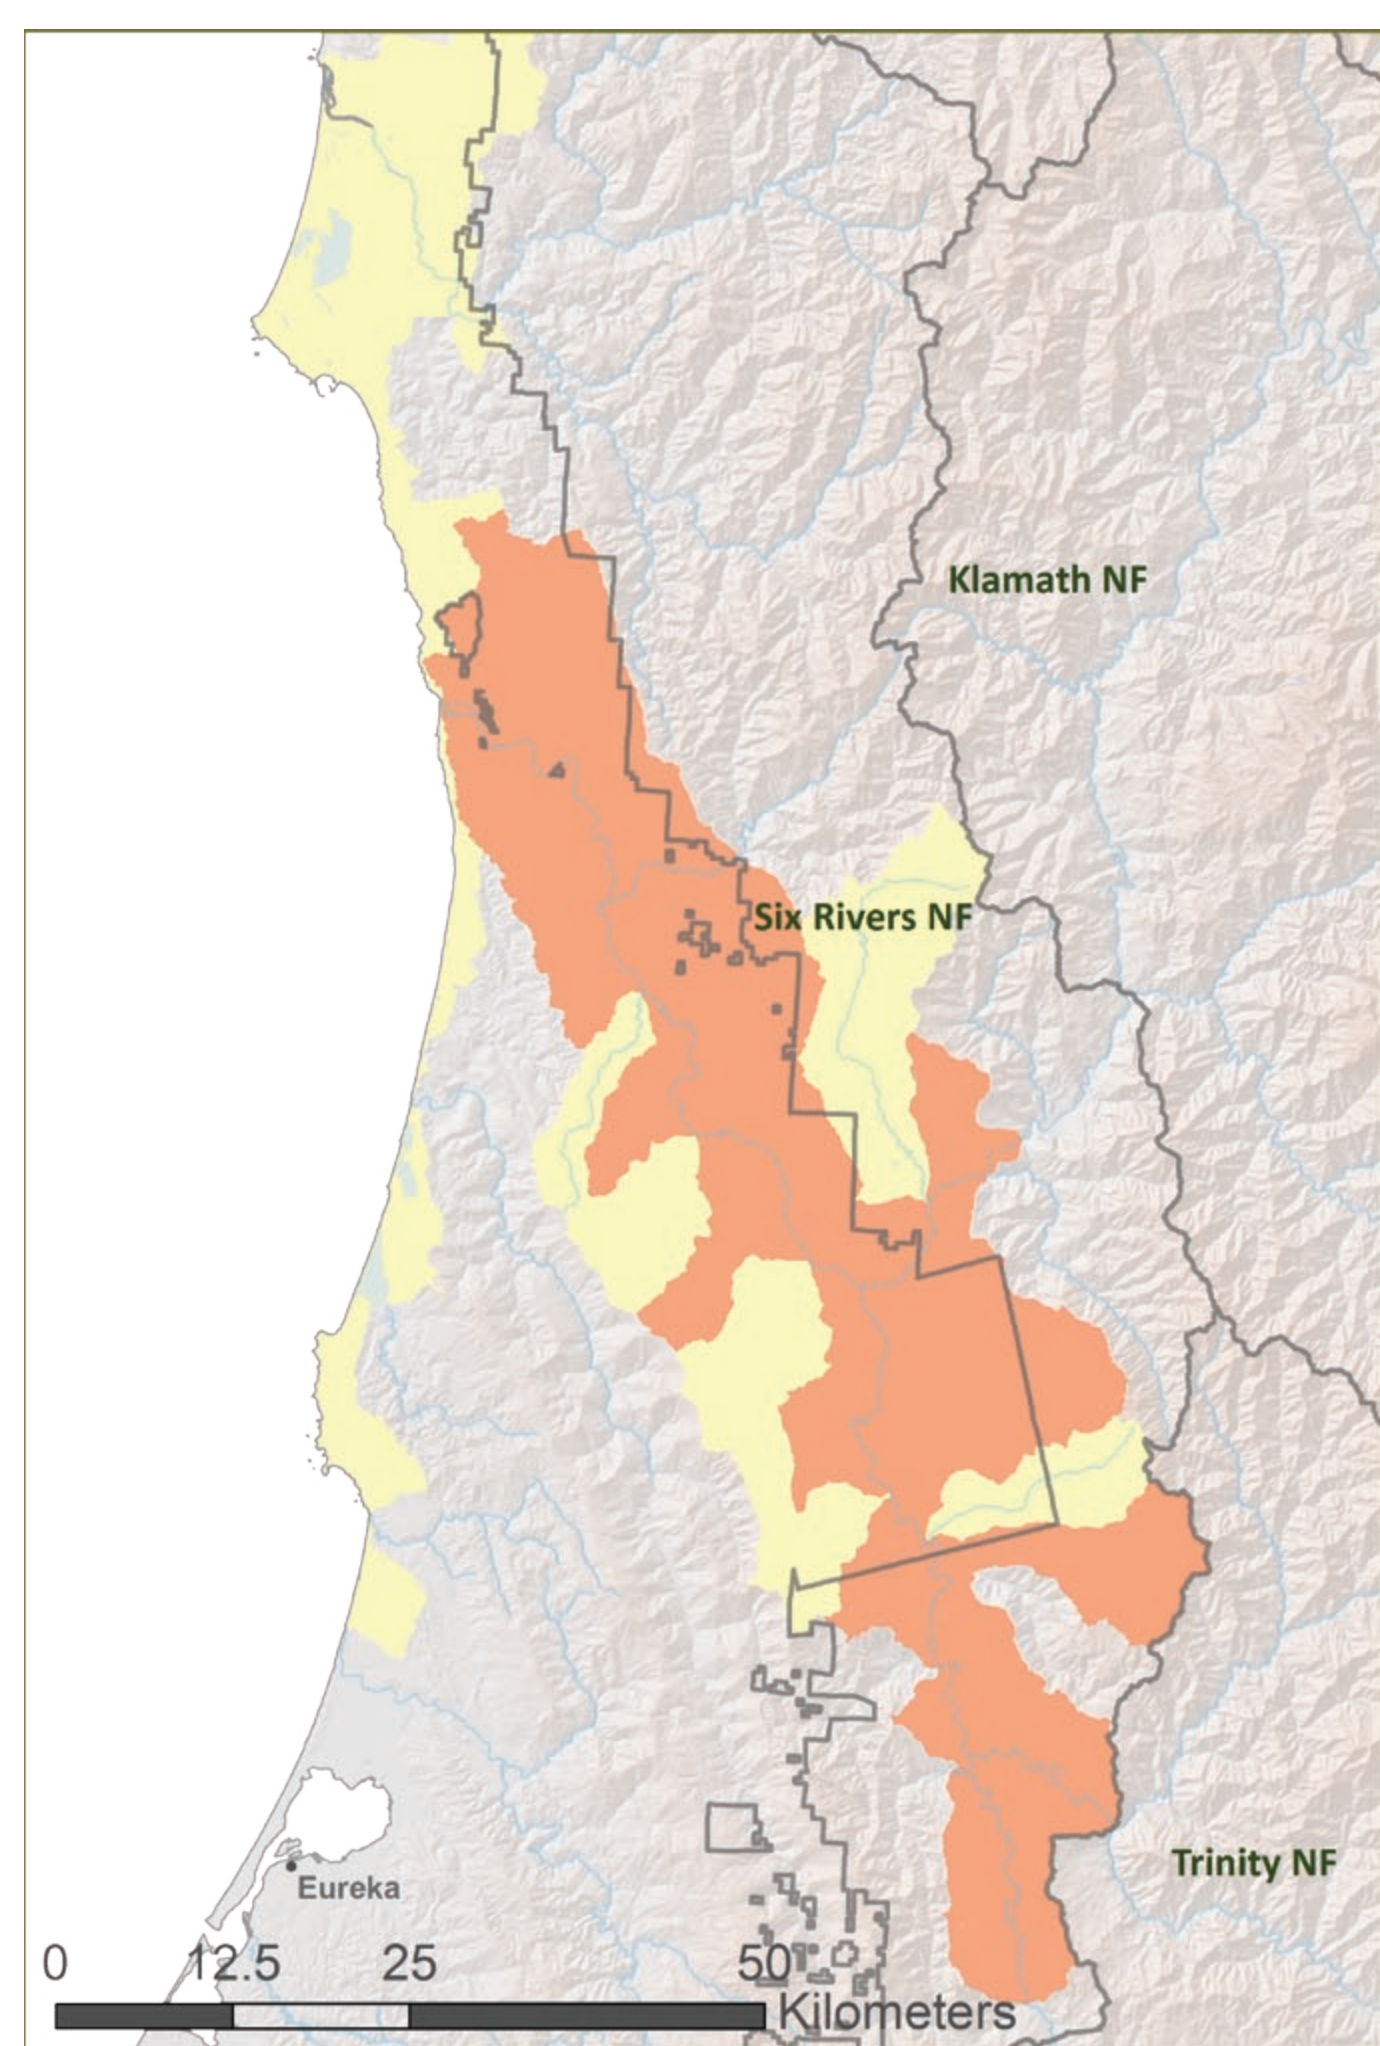 Klamath NF
Six Rivers NF
Trinity NF
Eureka
0 12.5 25 50
Kilometers